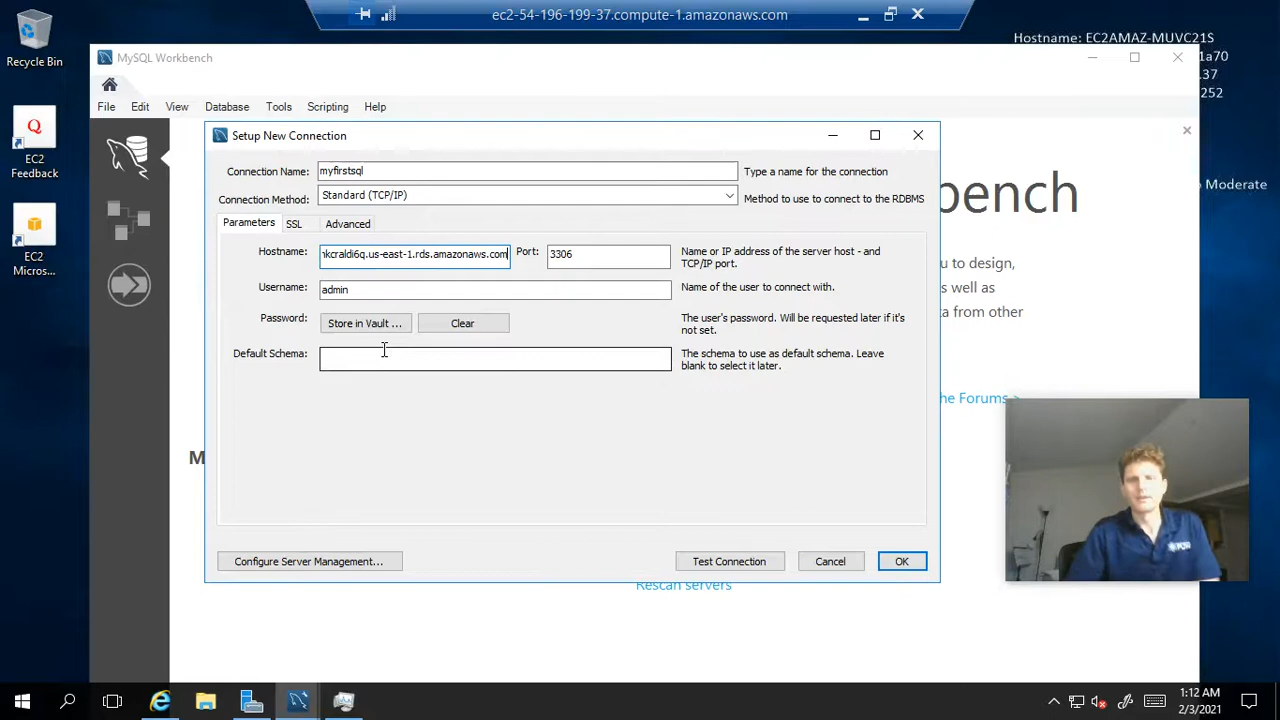 ec2-54-196-199-37.compute-1.amazonaws.com
Hostname: EC2AMAZ-MUVC21S
1a70
.37
252
Recycle Bin
EC2
Feedback
EC2
Micros...
MySQL Workbench
File Edit View Database Tools Scripting Help
Setup New Connection
Connection Name: myfirstsql Type a name for the connection
Connection Method: Standard (TCP/IP) Method to use to connect to the RDBMS
Parameters SSL Advanced
Hostname: nkcraldi6q.us-east-1.rds.amazonaws.com Port: 3306 Name or IP address of the server host - and
TCP/IP port.
Username: admin Name of the user to connect with.
Password: Store in Vault ... Clear The user's password. Will be requested later if it's
not set.
Default Schema: The schema to use as default schema. Leave
blank to select it later.
Configure Server Management... Test Connection Cancel OK
bench
o Moderate
u to design,
s well as
a from other
he Forums >
M
Rescan servers
1:12 AM
2/3/2021